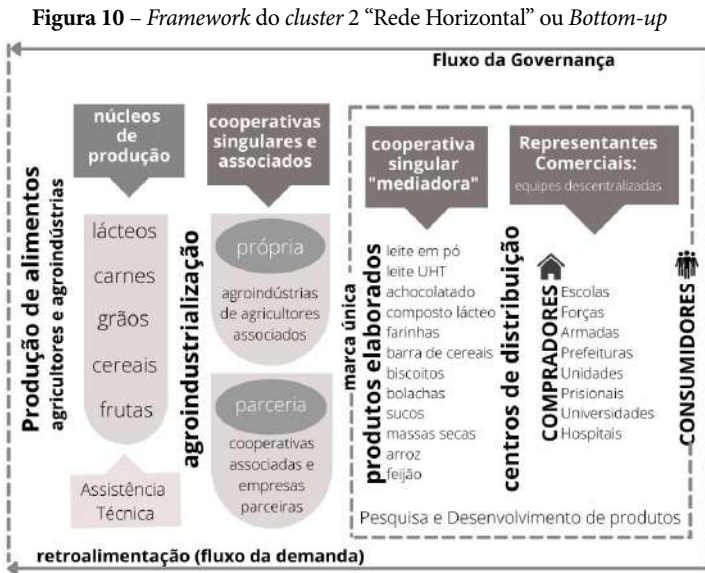 Figura 10 – Framework do cluster 2 “Rede Horizontal” ou Bottom-up
Fluxo da Governança
Produção de alimentos
agricultores e agroindústrias
núcleos
de
produção
lácteos
carnes
grãos
cereais
frutas
Assistência
Técnica
agroindustrialização
cooperativas
singulares e
associados
própria
agroindústrias
de agricultores
associados
parceria
cooperativas
associadas e
empresas
parceiras
marca única
produtos elaborados
cooperativa
singular
"mediadora"
leite em pó
leite UHT
achocolatado
composto lácteo
farinhas
barra de cereais
biscoitos
bolachas
sucos
massas secas
arroz
feijão
centros de distribuição
Representantes
Comerciais:
equipes descentralizadas
COMPRADORES
Escolas
Forças
Armadas
Prefeituras
Unidades
Prisionais
Universidades
Hospitais
CONSUMIDORES
Pesquisa e Desenvolvimento de produtos
retroalimentação (fluxo da demanda)